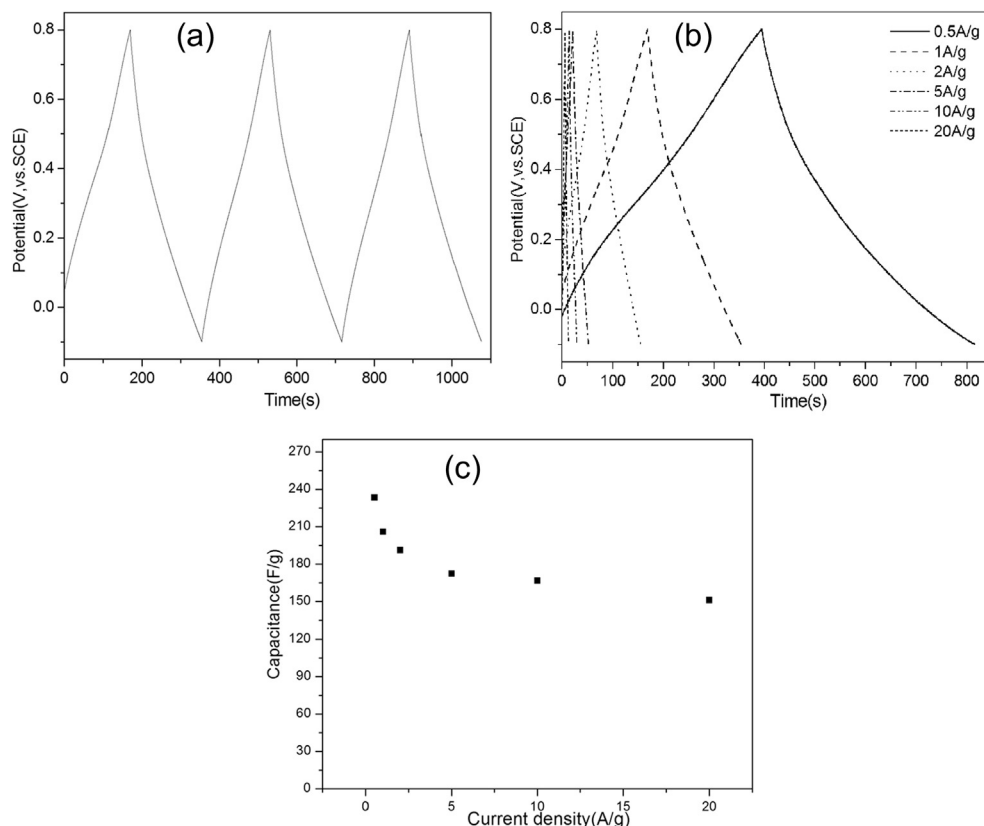 (a)
0.8
0.6
0.4
0.2
0.0
Potential(V,vs.SCE)
0 200 400 600 800 1000
Time(s)
(b)
0.5A/g
1A/g
2A/g
5A/g
10A/g
20A/g
0.8
0.6
0.4
0.2
0.0
Potential(V,vs.SCE)
0 100 200 300 400 500 600 700 800
Time(s)
(c)
270
240
210
180
150
120
90
60
30
0
Capacitance(F/g)
0 5 10 15 20
Current density(A/g)